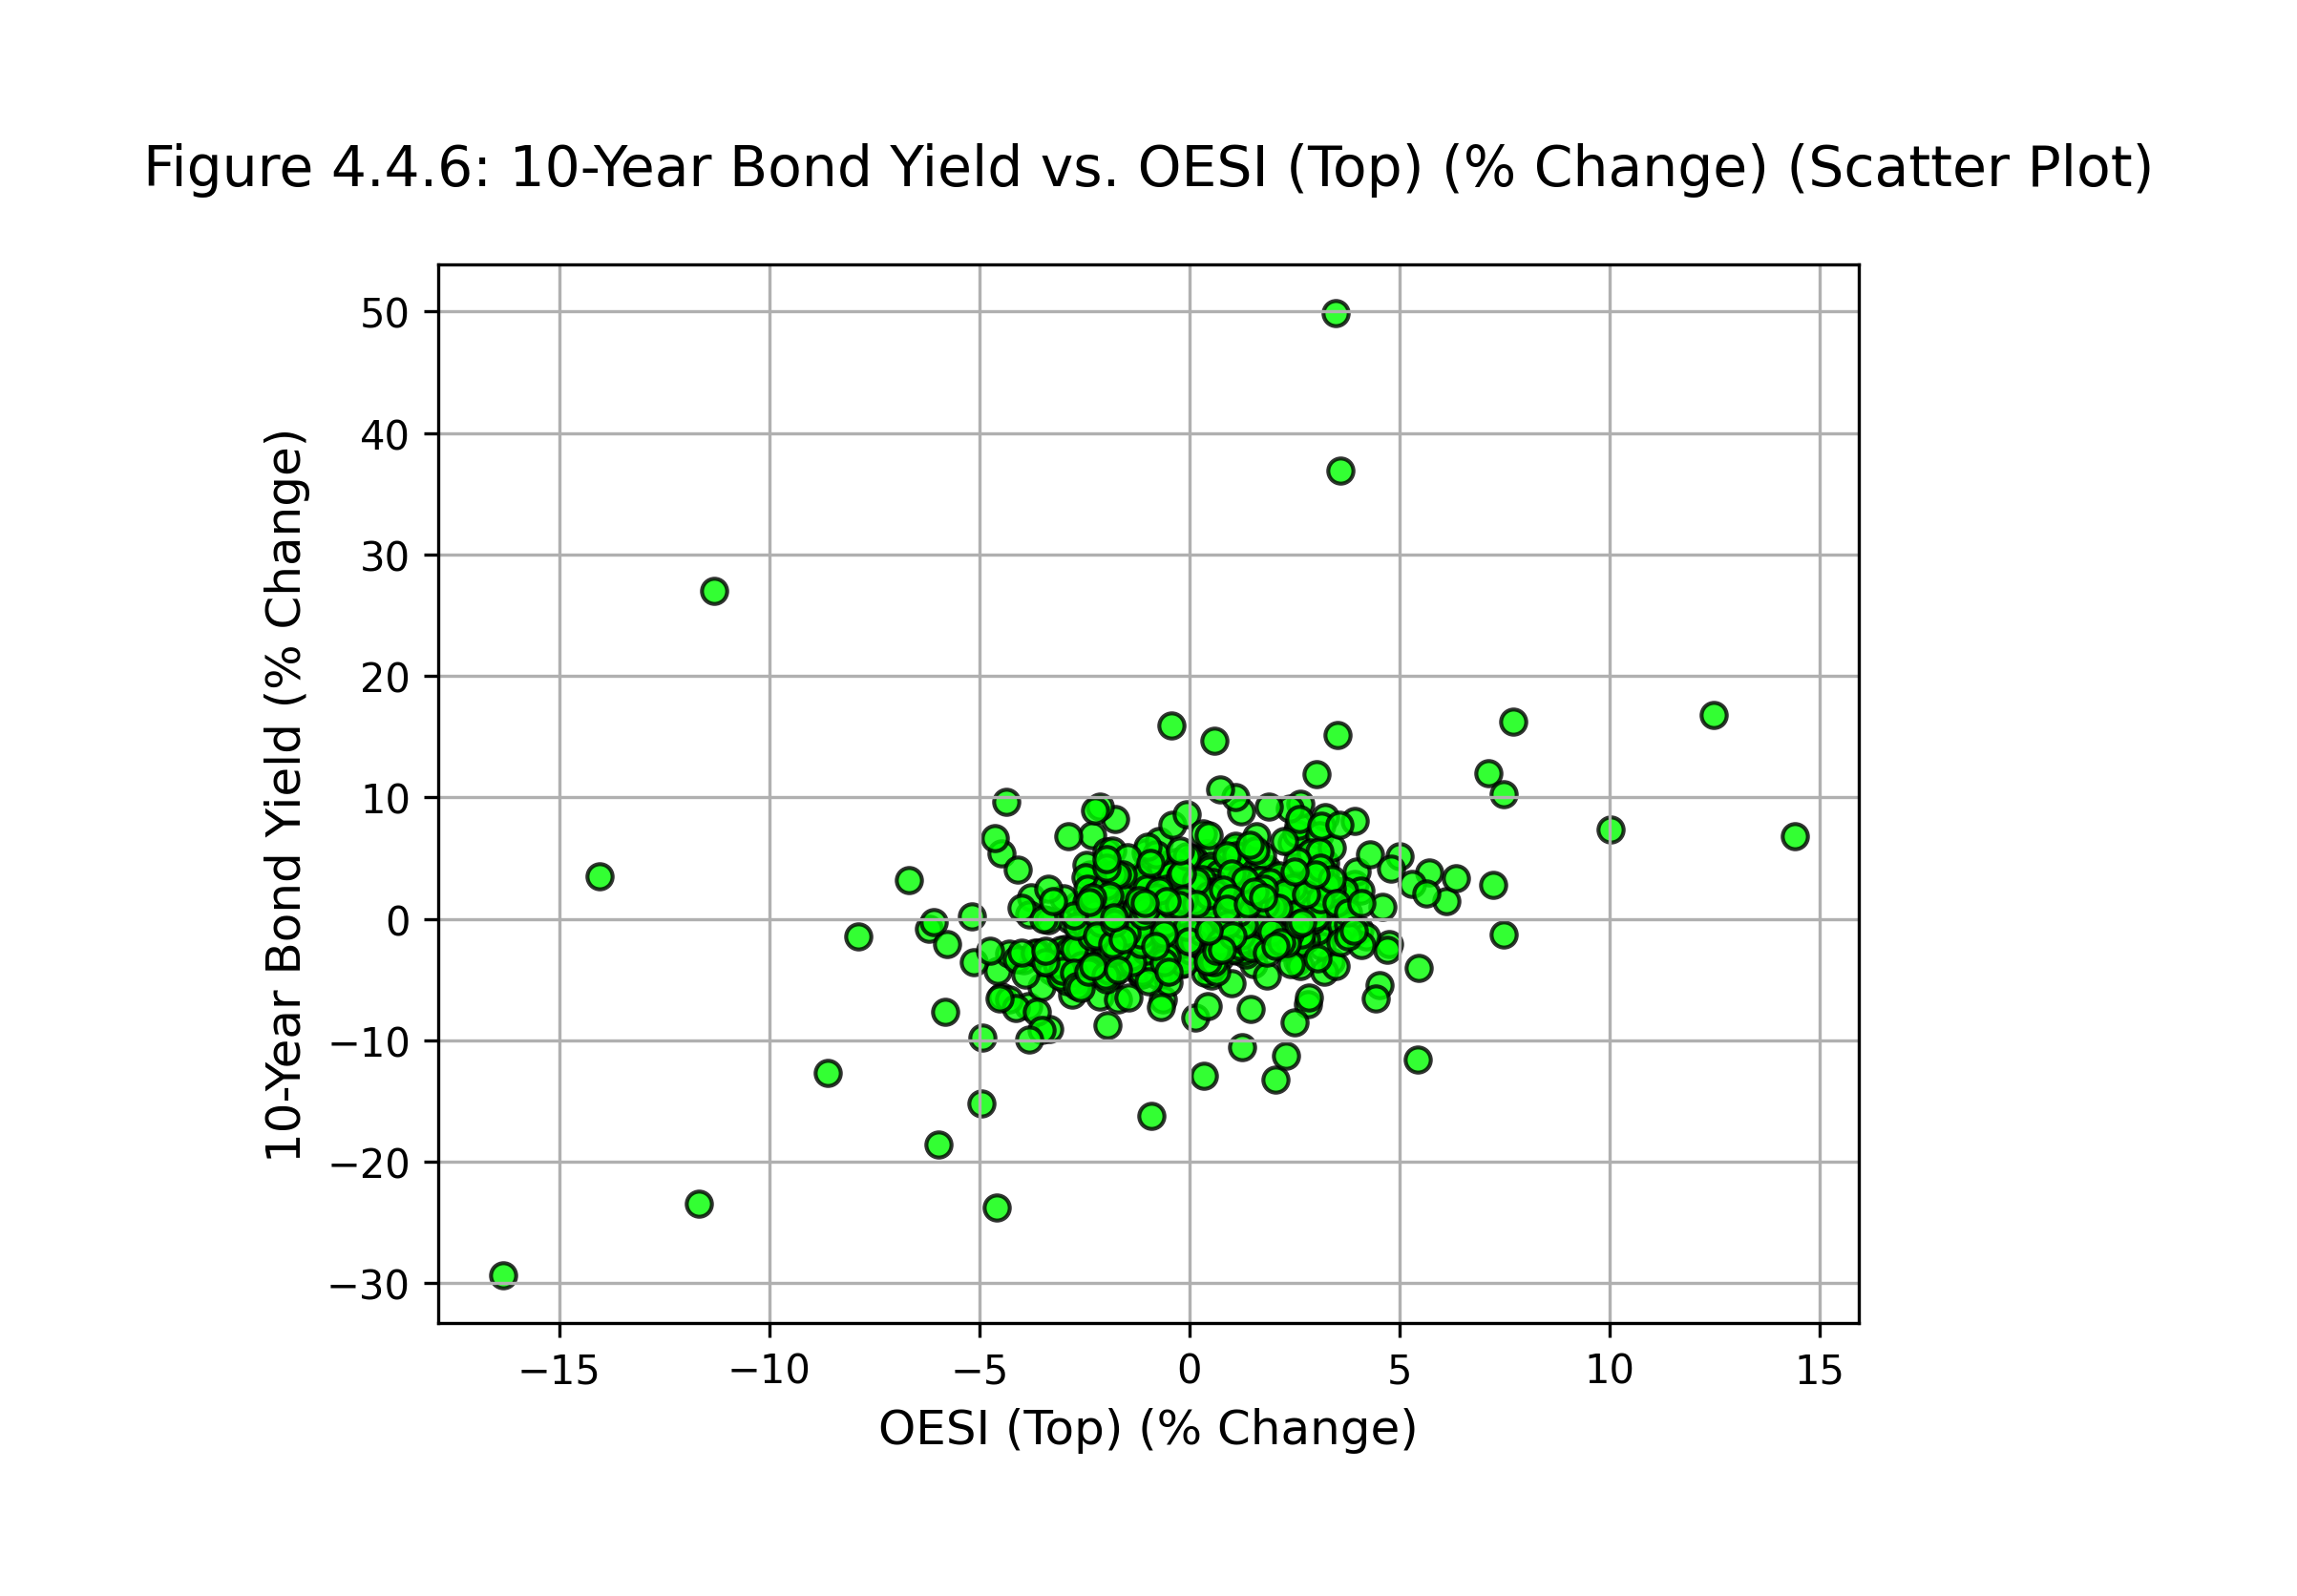 Figure 4.4.6: 10-Year Bond Yield vs. OESI (Top) (% Change) (Scatter Plot)
10-Year Bond Yield (% Change)
50
40
30
20
10
0
−10
−20
−30
−15 −10 −5 0 5 10 15
OESI (Top) (% Change)